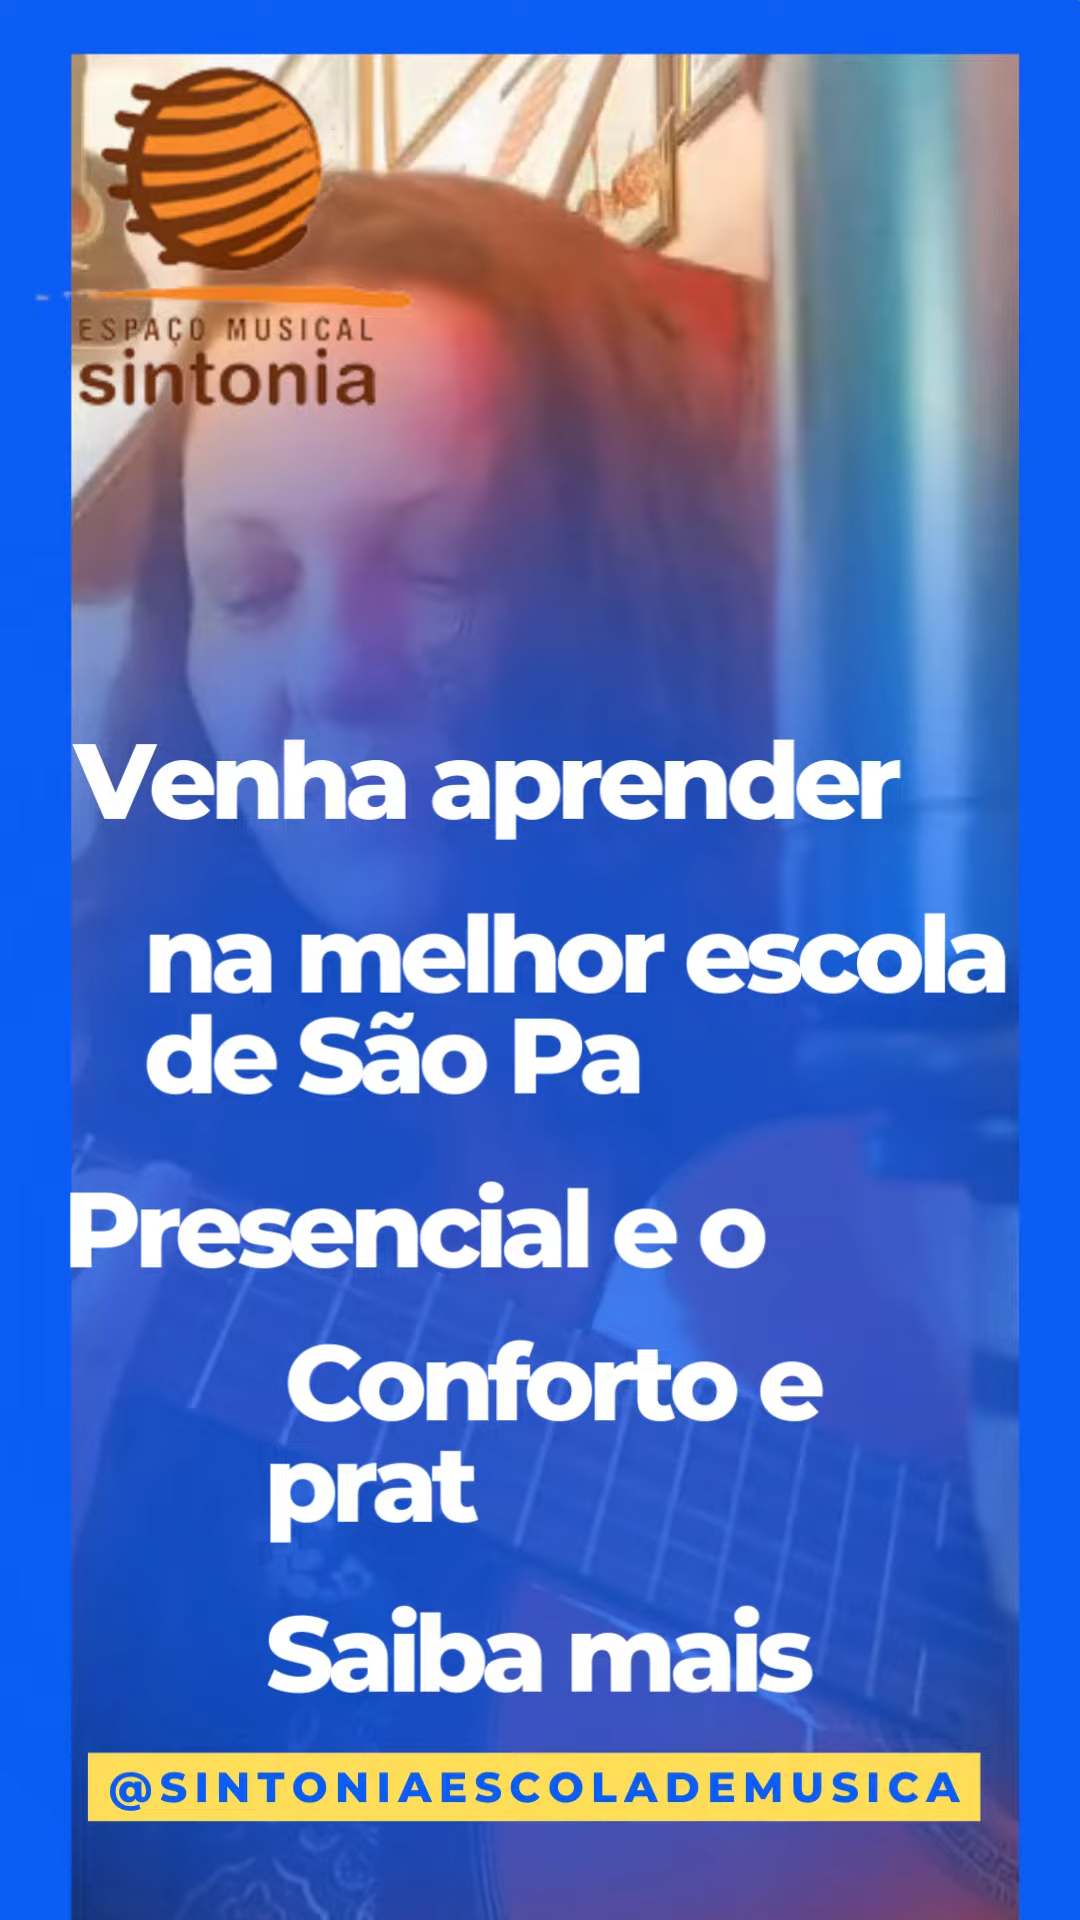 ESPAÇO MUSICAL
sintonia
Venha aprender
na melhor escola
de São Pa
Presencial e o
Conforto e
prat
Saiba mais
@SINTONIAESCOLADEMUSICA